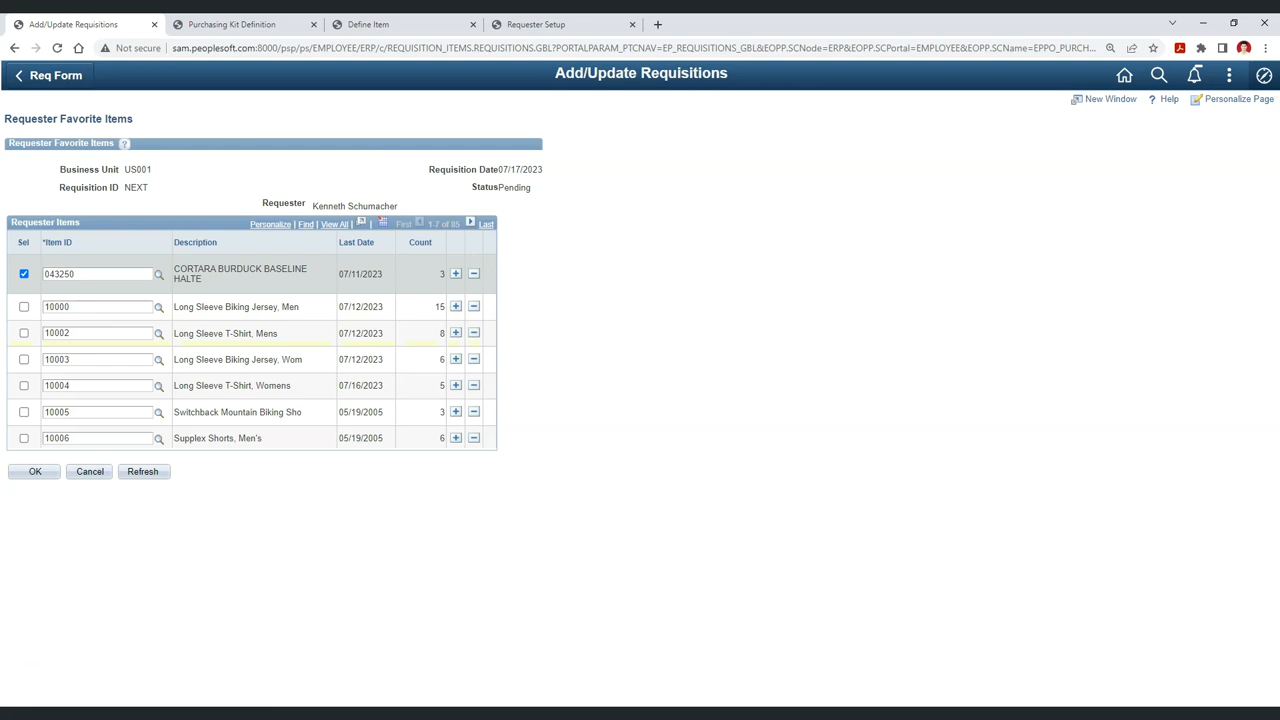 Add/Update Requisitions
Purchasing Kit Definition
Define Item
Requester Setup
Not secure | sam.peoplesoft.com:8000/psp/ps/EMPLOYEE/ERP/c/REQUISITION_ITEMS.REQUISITIONS.GBL?PORTALPARAM_PTCNAV=EP_REQUISITIONS_GBL&EOPP.SCNode=ERP&EOPP.SCPortal=EMPLOYEE&EOPP.SCName=EPPO_PURCH...
Req Form
Add/Update Requisitions
New Window
? Help
Personalize Page
Requester Favorite Items
Requester Favorite Items ?
Business Unit US001
Requisition Date 07/17/2023
Requisition ID NEXT
Status Pending
Requester Kenneth Schumacher
Requester Items Personalize | Find | View All | | First 1-7 of 85 Last
Sel *Item ID Description Last Date Count
043250 CORTARA BURDUCK BASELINE HALTE 07/11/2023 3
10000 Long Sleeve Biking Jersey, Men 07/12/2023 15
10002 Long Sleeve T-Shirt, Mens 07/12/2023 8
10003 Long Sleeve Biking Jersey, Wom 07/12/2023 6
10004 Long Sleeve T-Shirt, Womens 07/16/2023 5
10005 Switchback Mountain Biking Sho 05/19/2005 3
10006 Supplex Shorts, Men's 05/19/2005 6
OK Cancel Refresh